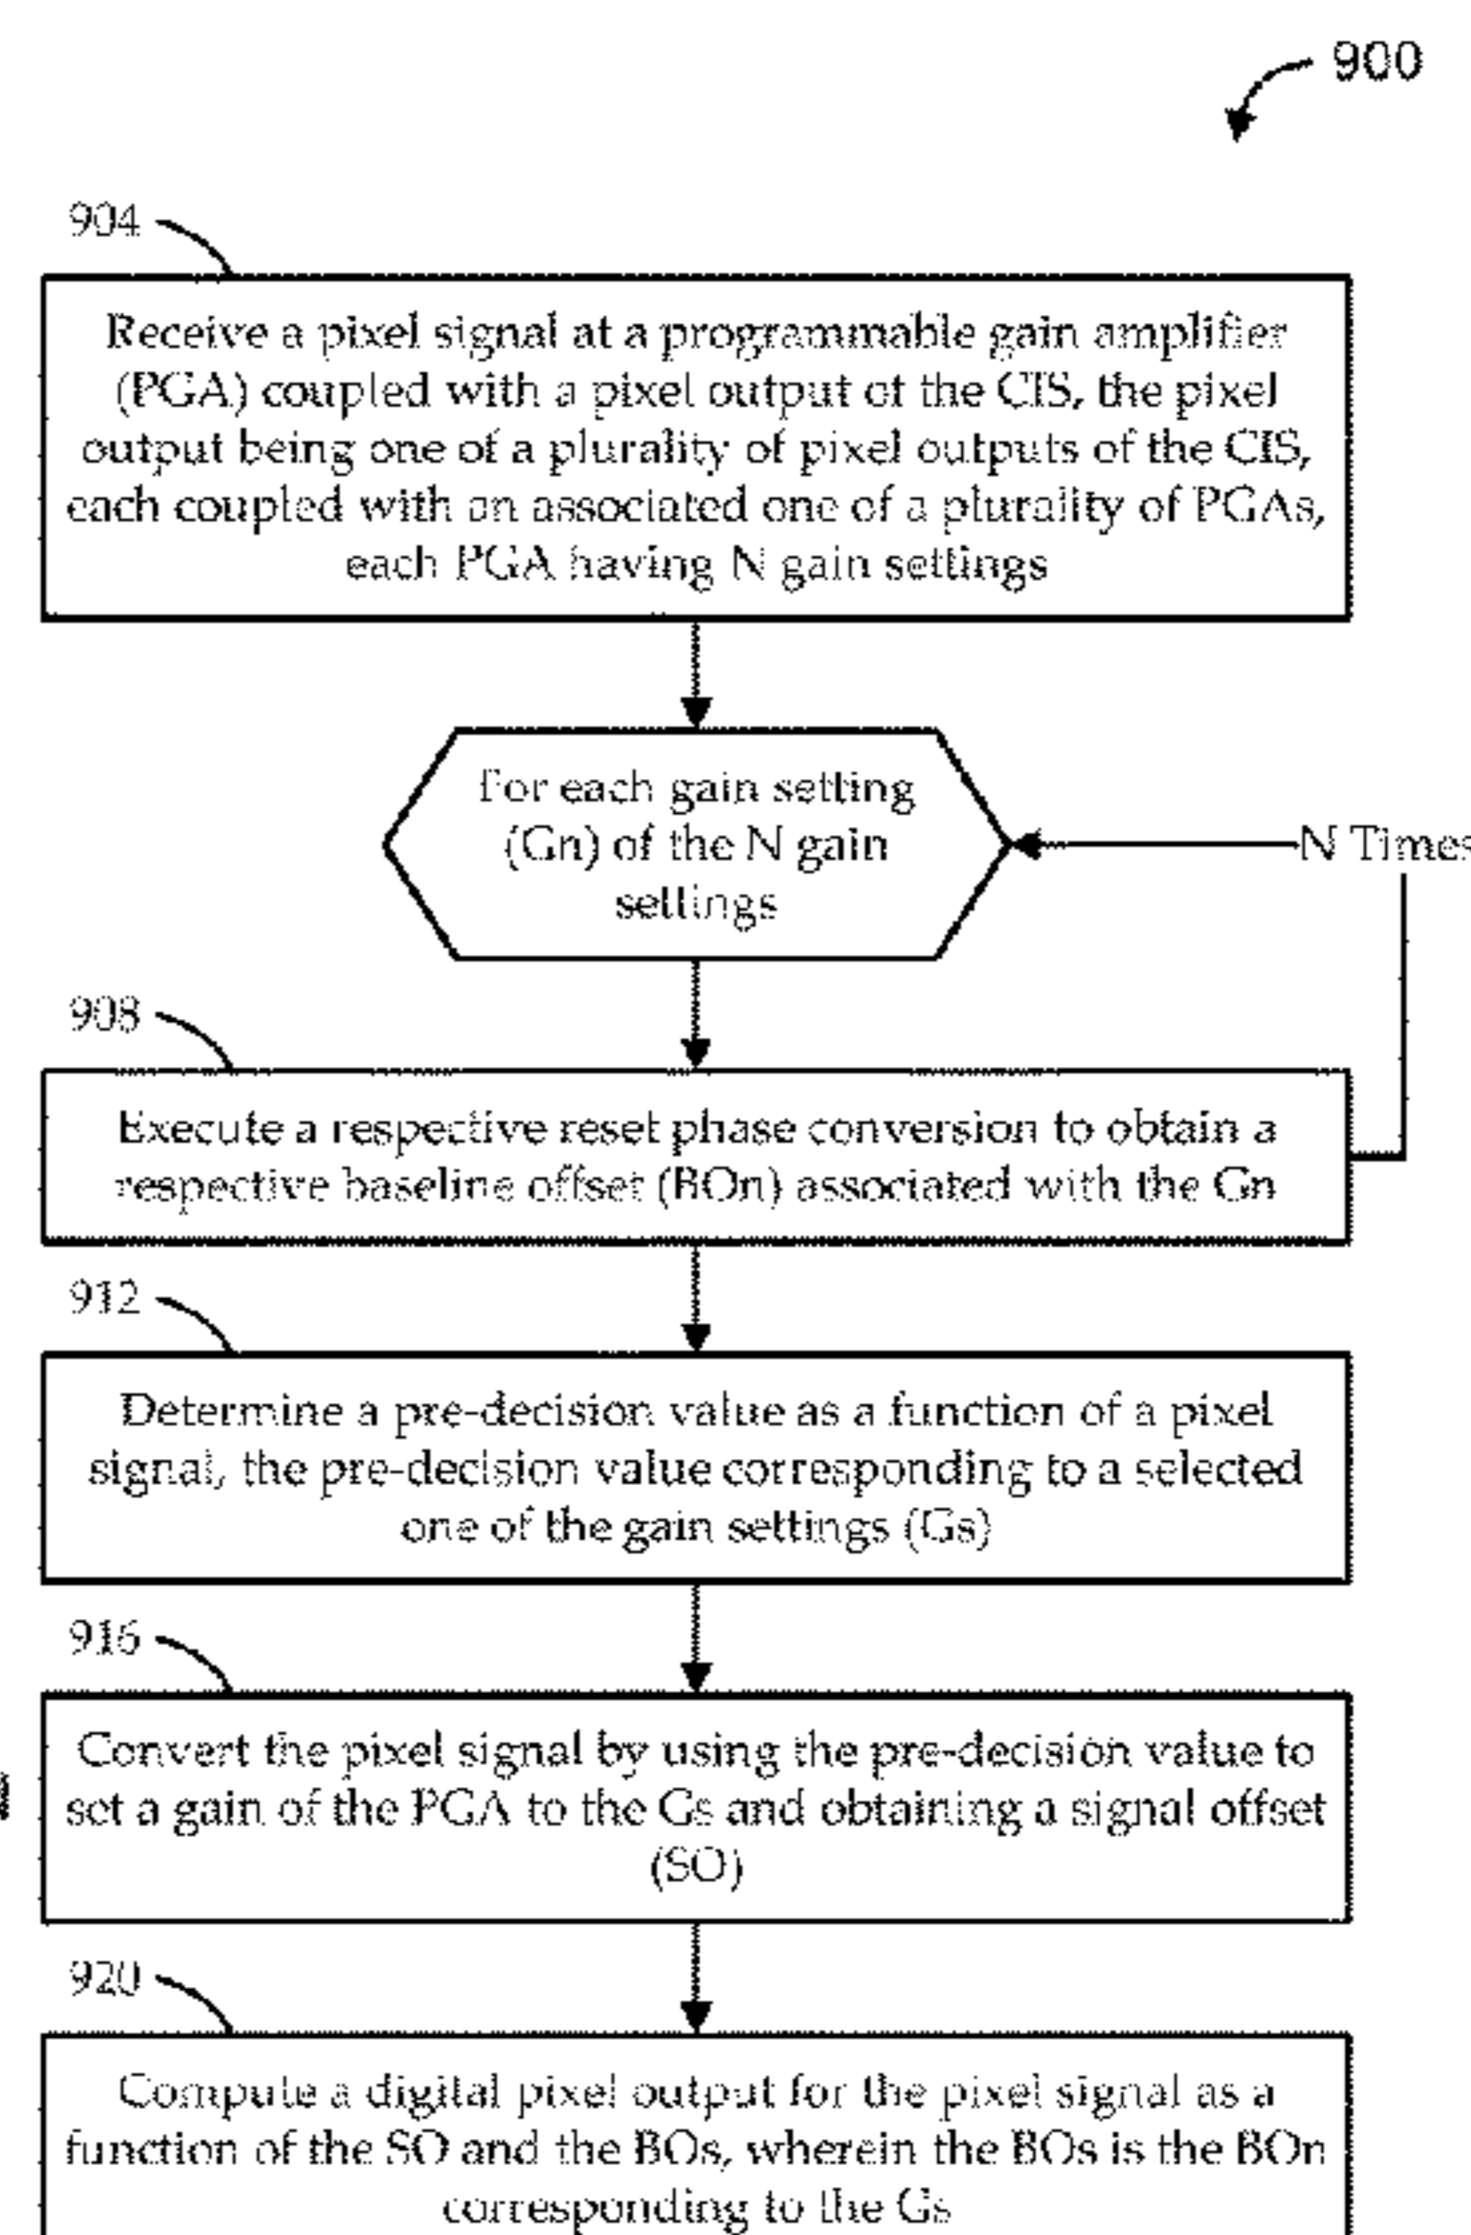 900
904
Receive a pixel signal at a programmable gain amplifier
(PGA) coupled with a pixel output of the CIS, the pixel
output being one of a plurality of pixel outputs of the CIS,
each coupled with an associated one of a plurality of PGAs,
each PGA having N gain settings
For each gain setting
(Gn) of the N gain
settings
N Times
908
Execute a respective reset phase conversion to obtain a
respective baseline offset (BOn) associated with the Gn
912
Determine a pre-decision value as a function of a pixel
signal, the pre-decision value corresponding to a selected
one of the gain settings (Gs)
916
Convert the pixel signal by using the pre-decision value to
set a gain of the PGA to the Gs and obtaining a signal offset
(SO)
920
Compute a digital pixel output for the pixel signal as a
function of the SO and the BOs, wherein the BOs is the BOn
corresponding to the Gs